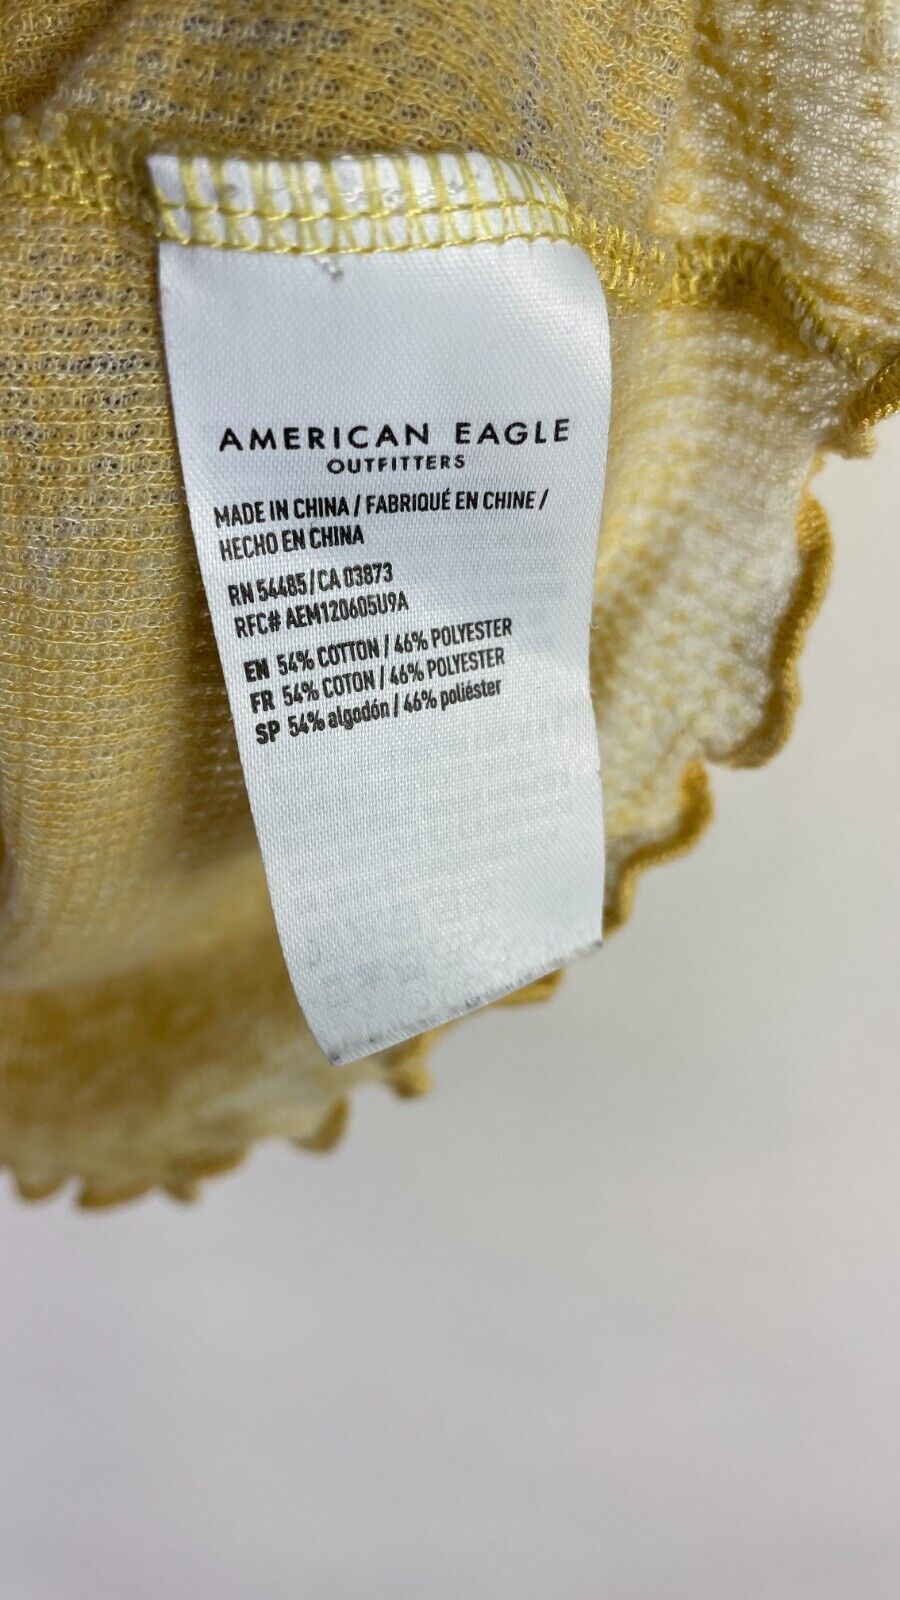 AMERICAN EAGLE
OUTFITTERS
MADE IN CHINA / FABRIQUÉ EN CHINE /
HECHO EN CHINA
RN 54485/CA 03873
RFC# AEM120605U9A
EN 54% COTTON / 46% POLYESTER
FR 54% COTON / 46% POLYESTER
SP 54% algodón / 46% poliéster